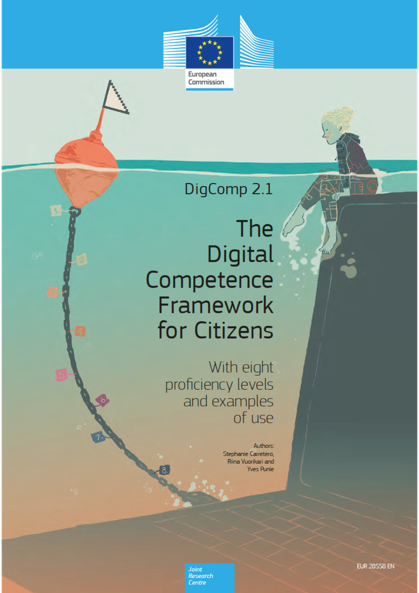 European
Commission
DigComp 2.1
The
Digital
Competence
Framework
for Citizens
With eight
proficiency levels
and examples
of use
Authors:
Stephanie Carretero,
Riina Vuorikari and
Yves Punie
1
2
3
4
5
6
7
8
Joint
Research
Centre
EUR 28558 EN